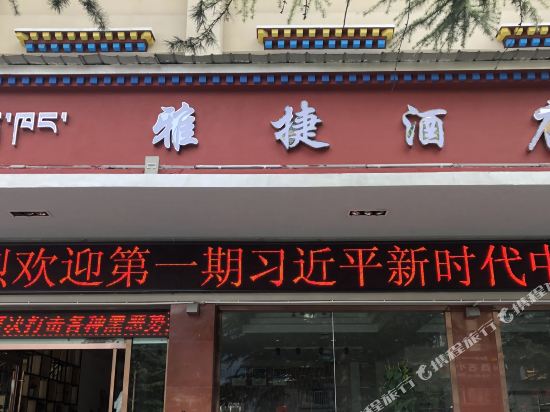 雅捷酒
欢迎第一期习近平新时代中
打击各种黑恶势
携程旅行